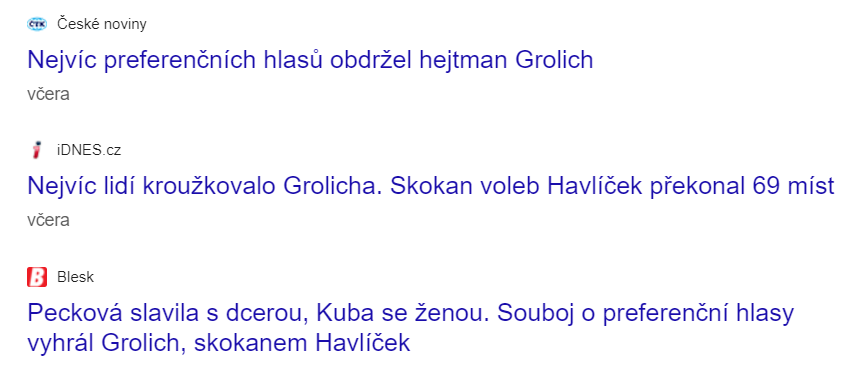 ČTK České noviny
Nejvíc preferenčních hlasů obdržel hejtman Grolich
včera
iDNES.cz
Nejvíc lidí kroužkovalo Grolicha. Skokan voleb Havlíček překonal 69 míst
včera
B Blesk
Pecková slavila s dcerou, Kuba se ženou. Souboj o preferenční hlasy
vyhrál Grolich, skokanem Havlíček